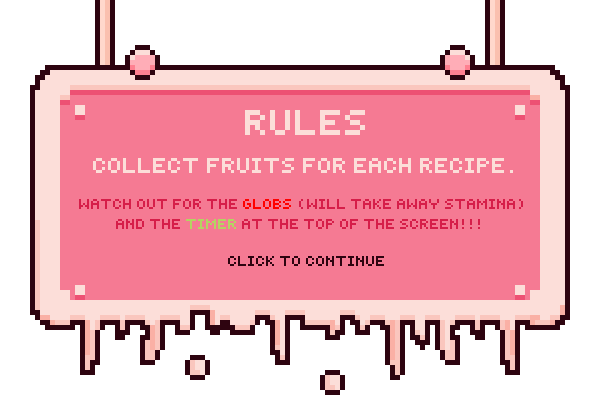 RULES
COLLECT FRUITS FOR EACH RECIPE.
WATCH OUT FOR THE GLOBS (WILL TAKE AWAY STAMINA)
AND THE TIMER AT THE TOP OF THE SCREEN!!!
CLICK TO CONTINUE